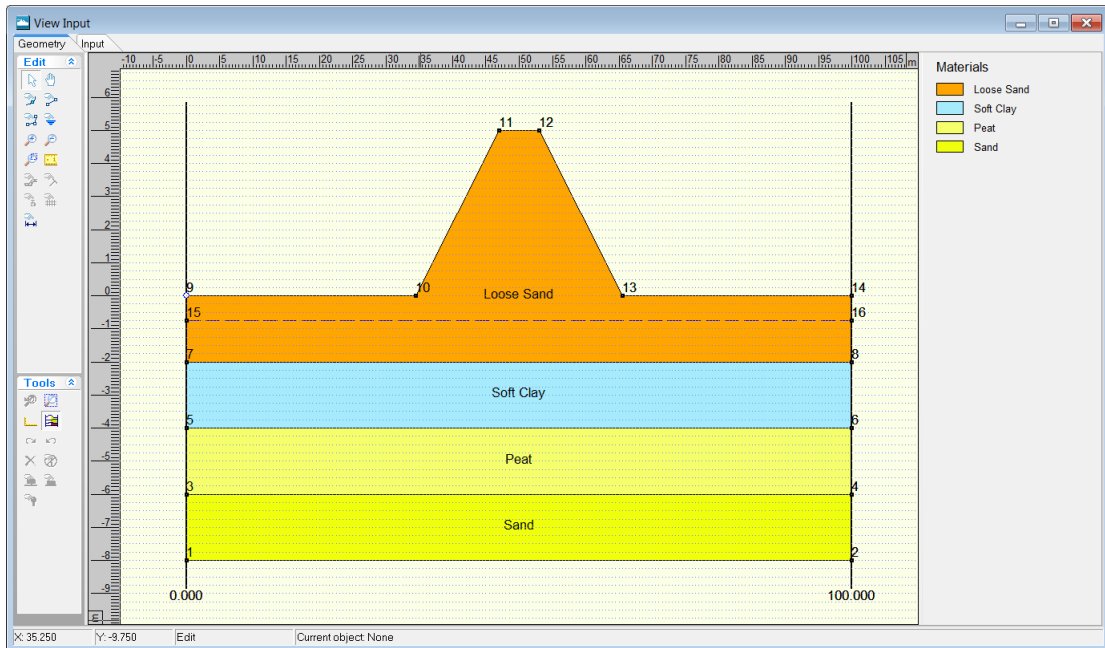 View Input
Geometry Input
Edit
-10 -5 0 5 10 15 20 25 30 35 40 45 50 55 60 65 70 75 80 85 90 95 100 105 m
Materials
Loose Sand
Soft Clay
Peat
Sand
6
5
4
3
2
1
0
-1
-2
-3
-4
-5
-6
-7
-8
-9
11 12
9 10 Loose Sand 13 14
15 16
7 8
Soft Clay
5 6
Peat
3 4
Sand
1 2
0.000 100.000
Tools
m
X: 35.250 Y: -9.750 Edit Current object: None